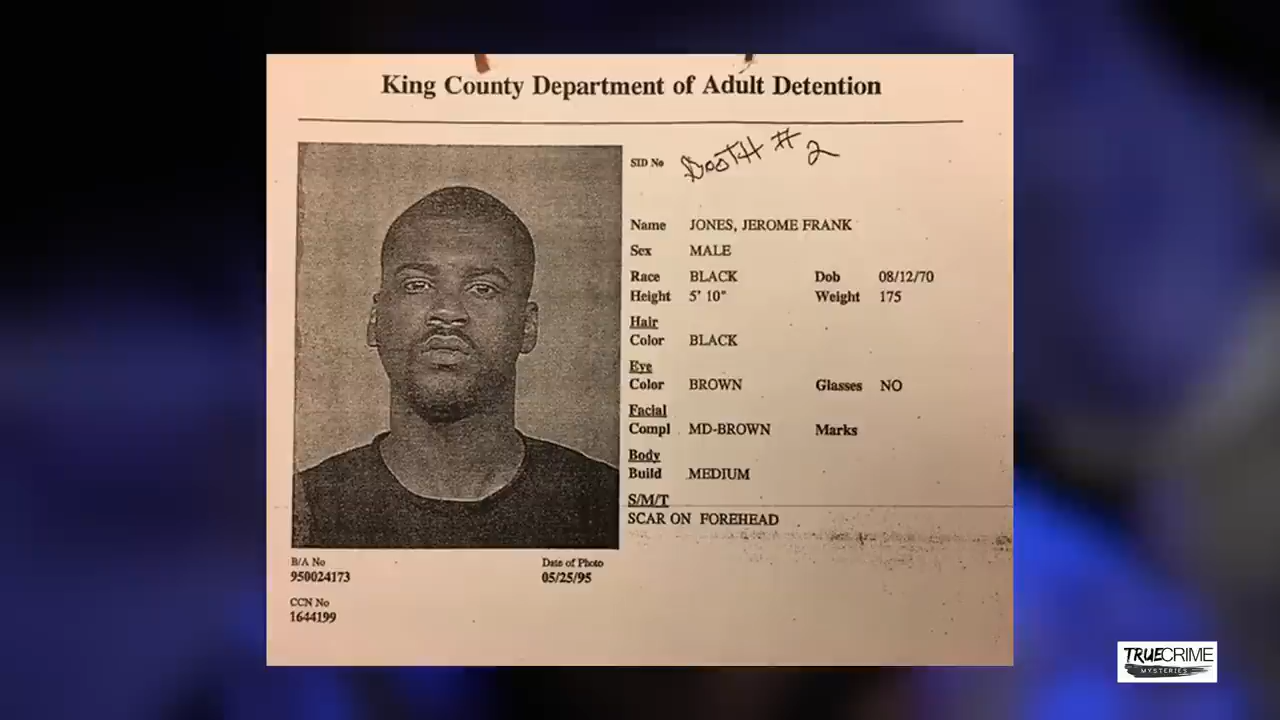 King County Department of Adult Detention
SID No BOOTH # 2
Name JONES, JEROME FRANK
Sex MALE
Race BLACK Dob 08/12/70
Height 5' 10" Weight 175
Hair
Color BLACK
Eye
Color BROWN Glasses NO
Facial
Compl MD-BROWN Marks
Body
Build MEDIUM
S/M/T
SCAR ON FOREHEAD
B/A No
950024173
Date of Photo
05/25/95
CCN No
1644199
TRUECRIME
MYSTERIES